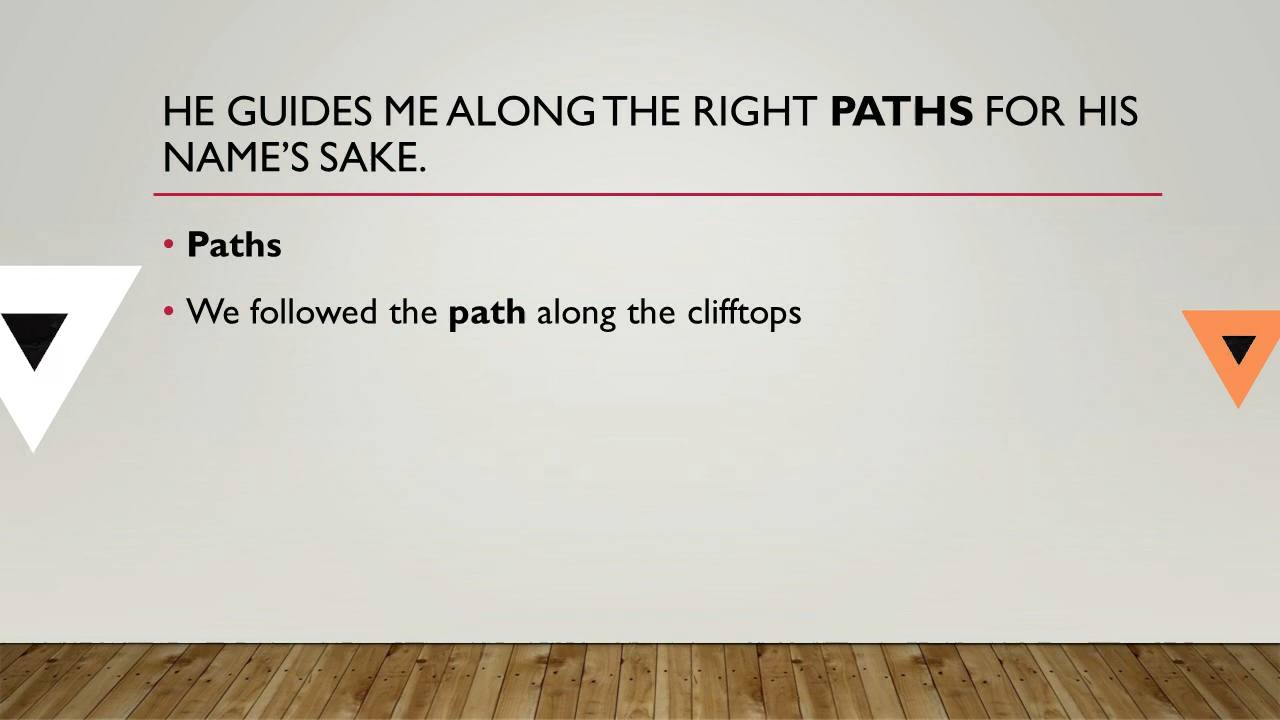 HE GUIDES ME ALONG THE RIGHT PATHS FOR HIS
NAME’S SAKE.
• Paths
• We followed the path along the clifftops